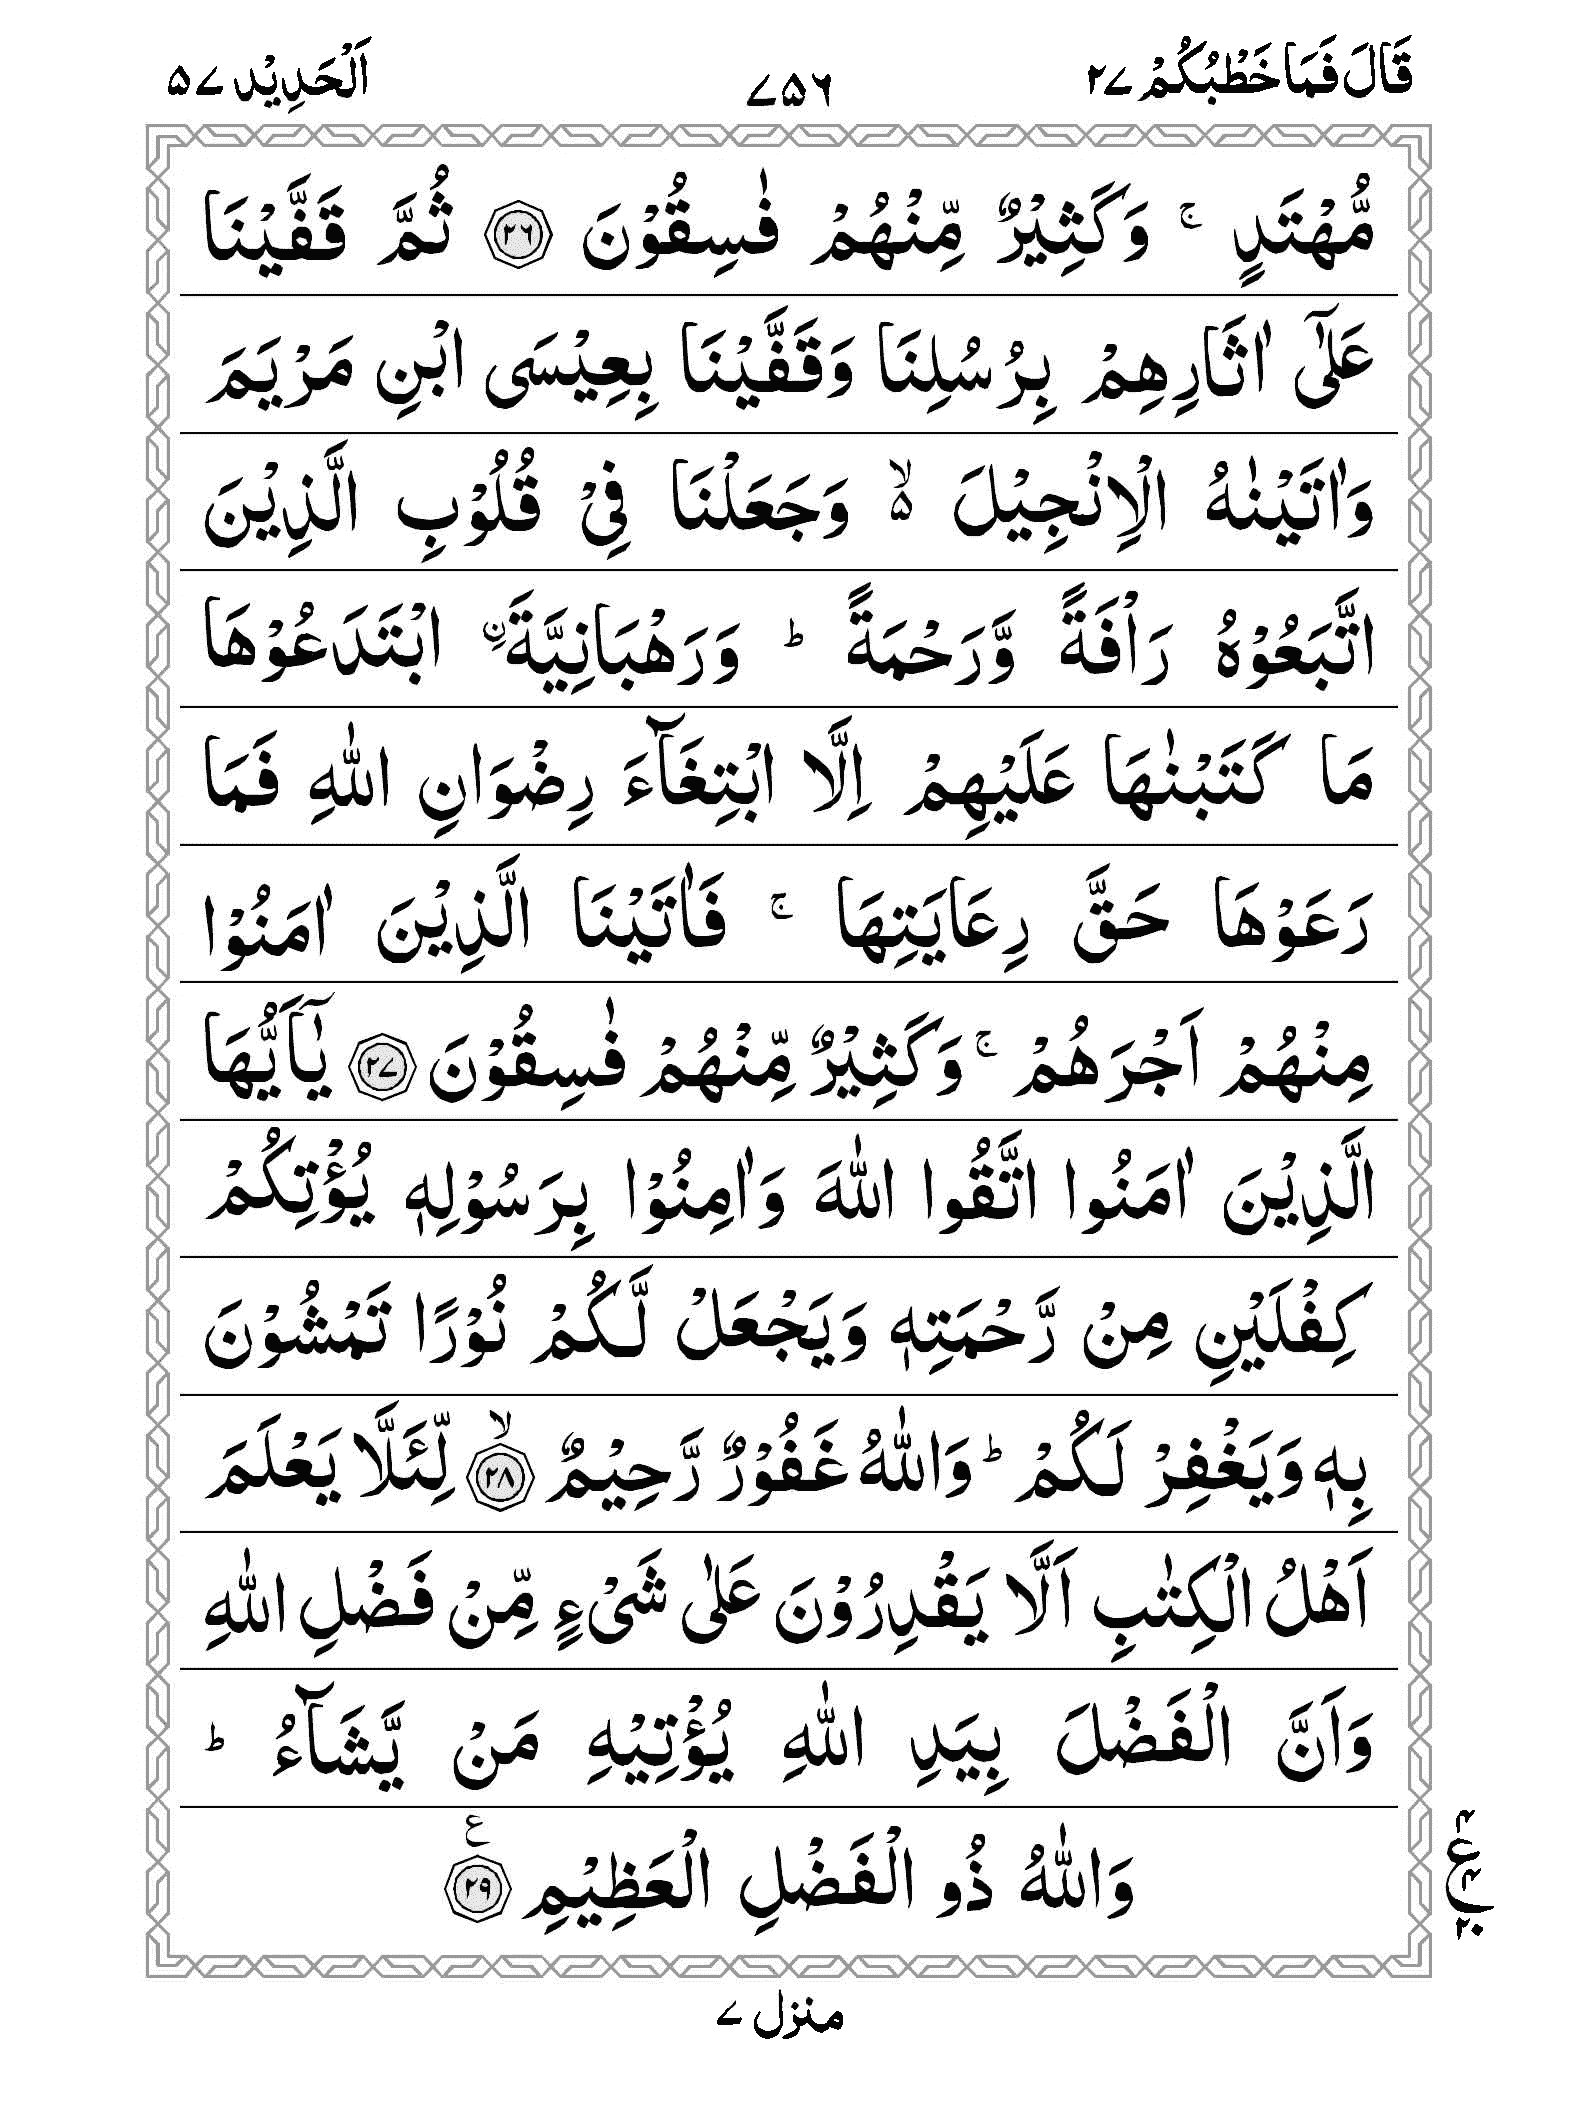 قَالَ فَمَا خَطْبُكُمْ ٢٧ ٧٥٦ اَلْحَدِيْد ٥٧
مُّهْتَدٍ ۚ وَكَثِيْرٌ مِّنْهُمْ فٰسِقُوْنَ ﴿٢٦﴾ ثُمَّ قَفَّيْنَا
عَلٰۤى اٰثَارِهِمْ بِرُسُلِنَا وَقَفَّيْنَا بِعِيْسَى ابْنِ مَرْيَمَ
وَاٰتَيْنٰهُ الْاِنْجِيْلَ ۙ۵ وَجَعَلْنَا فِيْ قُلُوْبِ الَّذِيْنَ
اتَّبَعُوْهُ رَاْفَةً وَّرَحْمَةً ؕ وَرَهْبَانِيَّةَ ۨ ابْتَدَعُوْهَا
مَا كَتَبْنٰهَا عَلَيْهِمْ اِلَّا ابْتِغَآءَ رِضْوَانِ اللّٰهِ فَمَا
رَعَوْهَا حَقَّ رِعَايَتِهَا ۚ فَاٰتَيْنَا الَّذِيْنَ اٰمَنُوْا
مِنْهُمْ اَجْرَهُمْ ۚ وَكَثِيْرٌ مِّنْهُمْ فٰسِقُوْنَ ﴿٢٧﴾ يٰۤاَيُّهَا
الَّذِيْنَ اٰمَنُوا اتَّقُوا اللّٰهَ وَاٰمِنُوْا بِرَسُوْلِهٖ يُؤْتِكُمْ
كِفْلَيْنِ مِنْ رَّحْمَتِهٖ وَيَجْعَلْ لَّكُمْ نُوْرًا تَمْشُوْنَ
بِهٖ وَيَغْفِرْ لَكُمْ ؕ وَاللّٰهُ غَفُوْرٌ رَّحِيْمٌ ۙ﴿٢٨﴾ لِّئَلَّا يَعْلَمَ
اَهْلُ الْكِتٰبِ اَلَّا يَقْدِرُوْنَ عَلٰى شَيْءٍ مِّنْ فَضْلِ اللّٰهِ
وَاَنَّ الْفَضْلَ بِيَدِ اللّٰهِ يُؤْتِيْهِ مَنْ يَّشَآءُ ؕ
وَاللّٰهُ ذُو الْفَضْلِ الْعَظِيْمِ ﴿٢٩﴾ ع
٤ ع ٤ ٢٠
منزل ٧